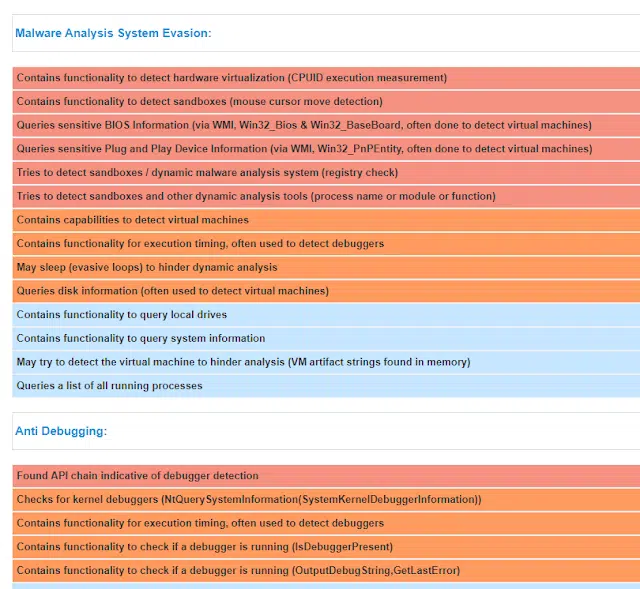 Malware Analysis System Evasion:
Contains functionality to detect hardware virtualization (CPUID execution measurement)
Contains functionality to detect sandboxes (mouse cursor move detection)
Queries sensitive BIOS Information (via WMI, Win32_Bios & Win32_BaseBoard, often done to detect virtual machines)
Queries sensitive Plug and Play Device Information (via WMI, Win32_PnPEntity, often done to detect virtual machines)
Tries to detect sandboxes / dynamic malware analysis system (registry check)
Tries to detect sandboxes and other dynamic analysis tools (process name or module or function)
Contains capabilities to detect virtual machines
Contains functionality for execution timing, often used to detect debuggers
May sleep (evasive loops) to hinder dynamic analysis
Queries disk information (often used to detect virtual machines)
Contains functionality to query local drives
Contains functionality to query system information
May try to detect the virtual machine to hinder analysis (VM artifact strings found in memory)
Queries a list of all running processes
Anti Debugging:
Found API chain indicative of debugger detection
Checks for kernel debuggers (NtQuerySystemInformation(SystemKernelDebuggerInformation))
Contains functionality for execution timing, often used to detect debuggers
Contains functionality to check if a debugger is running (IsDebuggerPresent)
Contains functionality to check if a debugger is running (OutputDebugString,GetLastError)